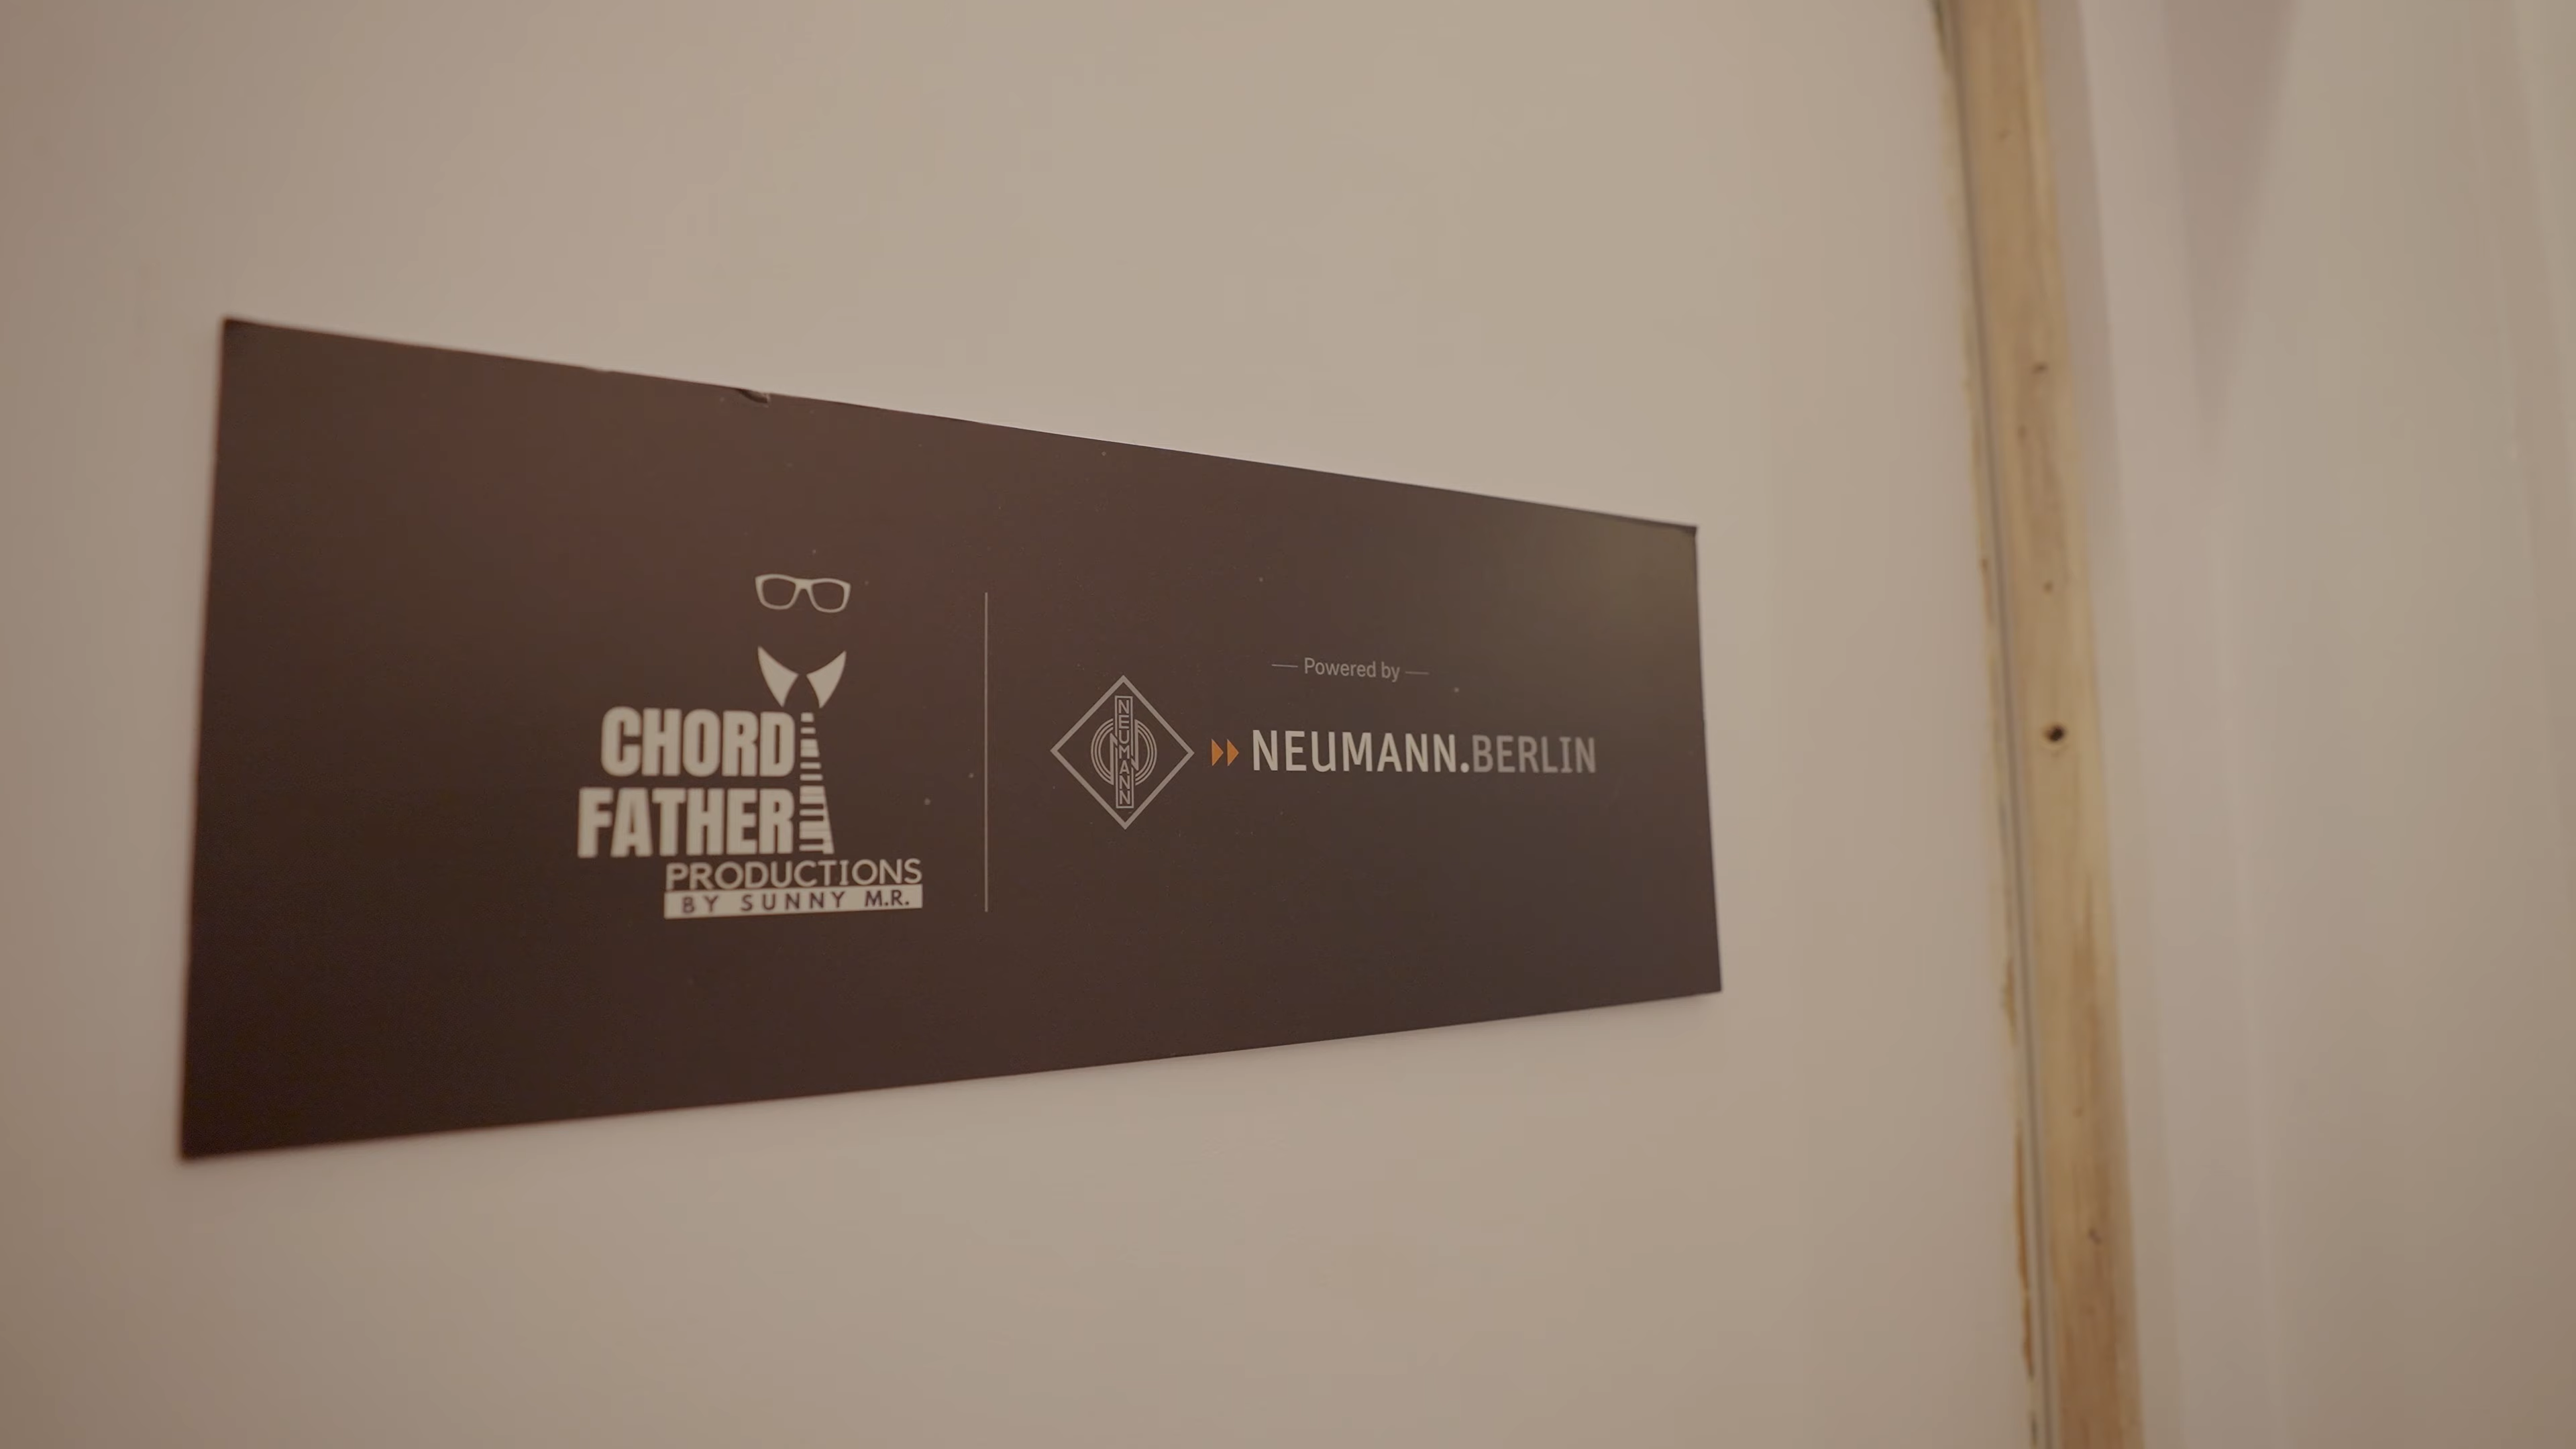 CHORD
FATHER
PRODUCTIONS
BY SUNNY M.R.
Powered by
NEUMANN
NEUMANN.BERLIN